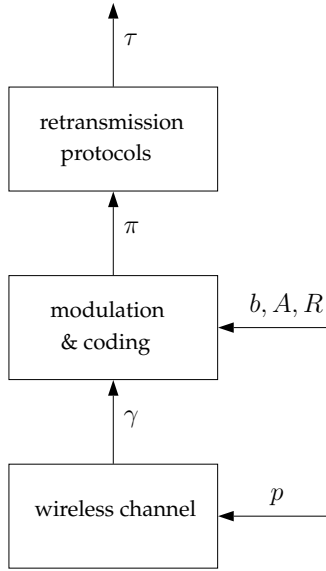 τ
retransmission
protocols
π
modulation
& coding
b, A, R
γ
wireless channel
p